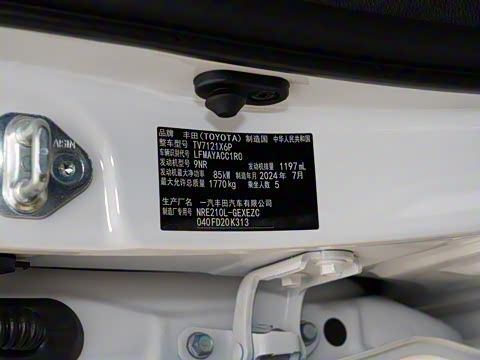 品牌 丰田(TOYOTA) 制造国 中华人民共和国
整车型号 TV7121X6P
车辆识别代号 LFMAYACC1R0
发动机型号 9NR 发动机排量 1197mL
发动机最大净功率 85kW 制造年月 2024年 7月
最大允许总质量 1770kg 乘坐人数 5
生产厂名 一汽丰田汽车有限公司
制造厂专用号 NRE210L-GEXEZC
040FD20K313